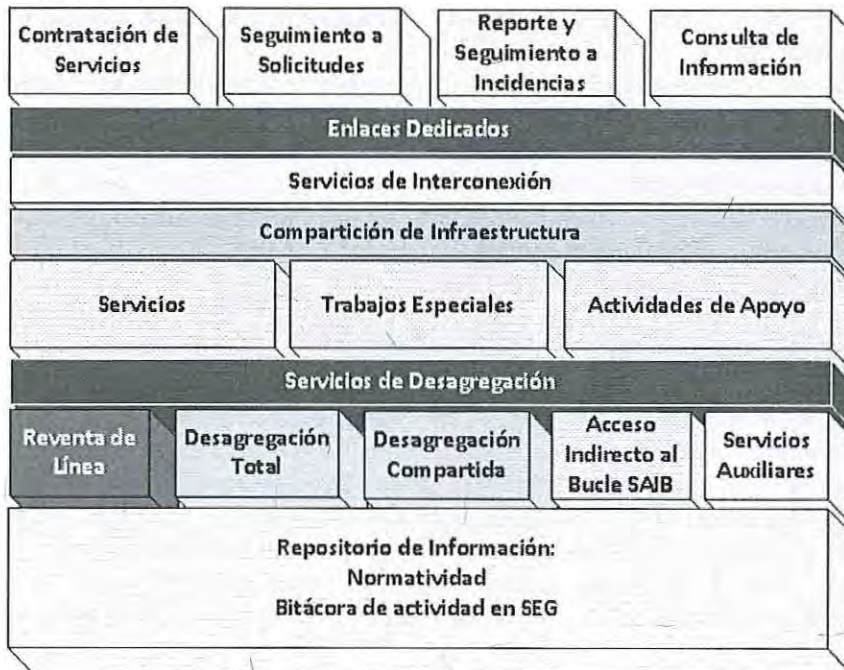 Contratación de
Servicios
Seguimiento a
Solicitudes
Reporte y
Seguimiento a
Incidencias
Consulta de
Información
Enlaces Dedicados
Servicios de Interconexión
Compartición de Infraestructura
Servicios
Trabajos Especiales
Actividades de Apoyo
Servicios de Desagregación
Reventa de
Línea
Desagregación
Total
Desagregación
Compartida
Acceso
Indirecto al
Bucle SAIB
Servicios
Auxiliares
Repositorio de Información:
Normatividad
Bitácora de actividad en SEG